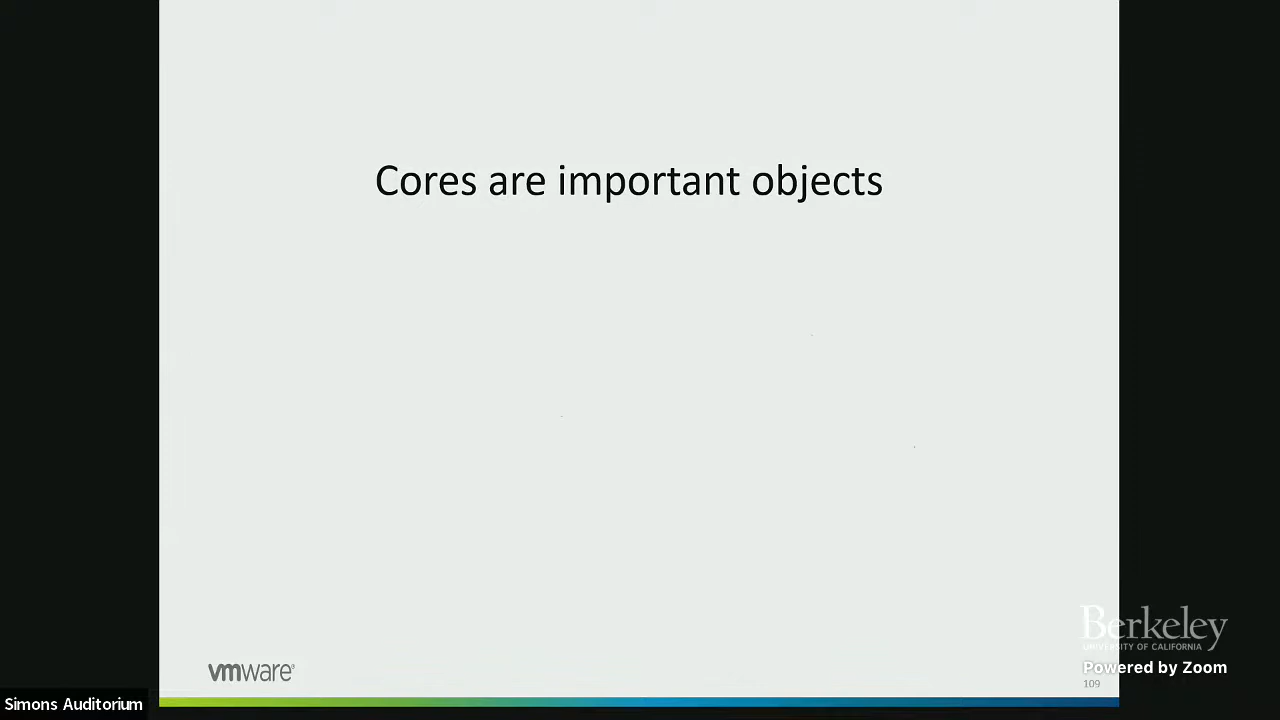 Cores are important objects
Berkeley
UNIVERSITY OF CALIFORNIA
Powered by Zoom
vmware®
109
Simons Auditorium